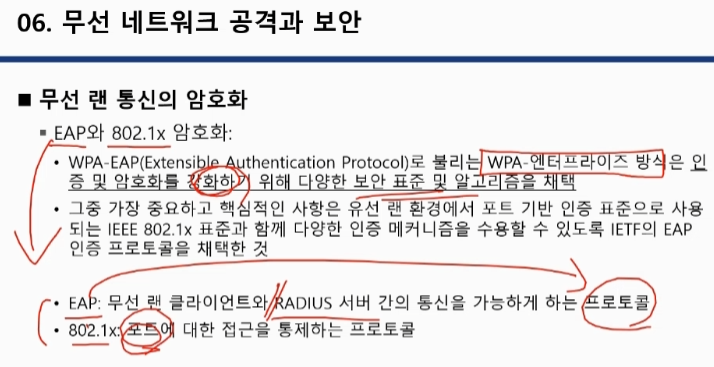 06. 무선 네트워크 공격과 보안
■ 무선 랜 통신의 암호화
▪ EAP와 802.1x 암호화:
• WPA-EAP(Extensible Authentication Protocol)로 불리는 WPA-엔터프라이즈 방식은 인
증 및 암호화를 강화하기 위해 다양한 보안 표준 및 알고리즘을 채택
• 그중 가장 중요하고 핵심적인 사항은 유선 랜 환경에서 포트 기반 인증 표준으로 사용
되는 IEEE 802.1x 표준과 함께 다양한 인증 메커니즘을 수용할 수 있도록 IETF의 EAP
인증 프로토콜을 채택한 것
• EAP: 무선 랜 클라이언트와 RADIUS 서버 간의 통신을 가능하게 하는 프로토콜
• 802.1x: 포트에 대한 접근을 통제하는 프로토콜